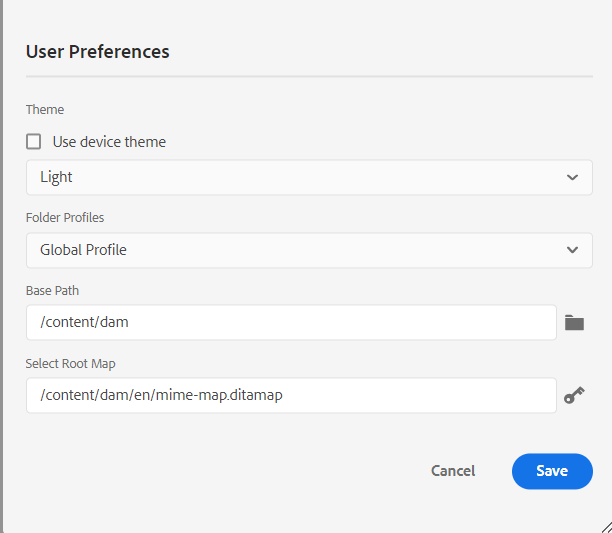 User Preferences
Theme
Use device theme
Light
Folder Profiles
Global Profile
Base Path
/content/dam
Select Root Map
/content/dam/en/mime-map.ditamap
Cancel
Save